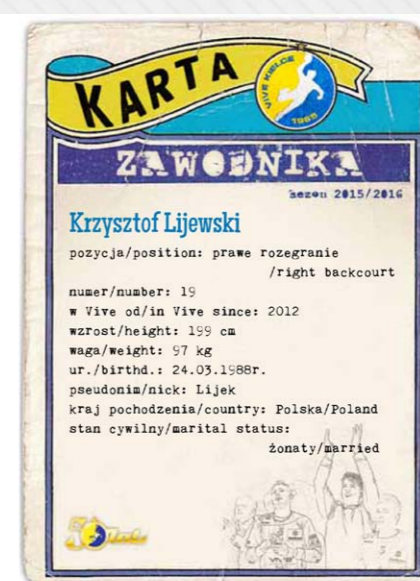 KARTA
VIVE KIELCE
1965
ZAWODNIKA
sezon 2015/2016
Krzysztof Lijewski
pozycja/position: prawe rozegranie
/right backcourt
numer/number: 19
w Vive od/in Vive since: 2012
wzrost/height: 199 cm
waga/weight: 97 kg
ur./birthd.: 24.03.1988r.
pseudonim/nick: Lijek
kraj pochodzenia/country: Polska/Poland
stan cywilny/marital status:
żonaty/married
50 lat